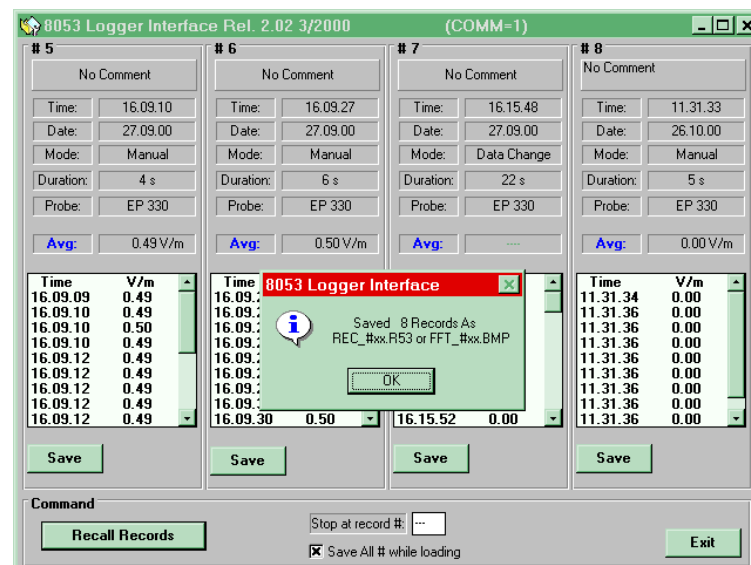 8053 Logger Interface Rel. 2.02 3/2000 (COMM=1)
# 5
No Comment
Time: 16.09.10
Date: 27.09.00
Mode: Manual
Duration: 4 s
Probe: EP 330
Avg: 0.49 V/m
Time V/m
16.09.09 0.49
16.09.10 0.49
16.09.10 0.50
16.09.10 0.49
16.09.12 0.49
16.09.12 0.49
16.09.12 0.49
16.09.12 0.49
Save
# 6
No Comment
Time: 16.09.27
Date: 27.09.00
Mode: Manual
Duration: 6 s
Probe: EP 330
Avg: 0.50 V/m
Time
16.09.30 0.50
Save
# 7
No Comment
Time: 16.15.48
Date: 27.09.00
Mode: Data Change
Duration: 22 s
Probe: EP 330
Avg: ----
16.15.52 0.00
Save
# 8
No Comment
Time: 11.31.33
Date: 26.10.00
Mode: Manual
Duration: 5 s
Probe: EP 330
Avg: 0.00 V/m
Time V/m
11.31.34 0.00
11.31.36 0.00
11.31.36 0.00
11.31.36 0.00
11.31.36 0.00
11.31.36 0.00
11.31.36 0.00
11.31.36 0.00
Save
8053 Logger Interface
Saved 8 Records As
REC_#xx.R53 or FFT_#xx.BMP
OK
Command
Recall Records
Stop at record #: ---
Save All # while loading
Exit